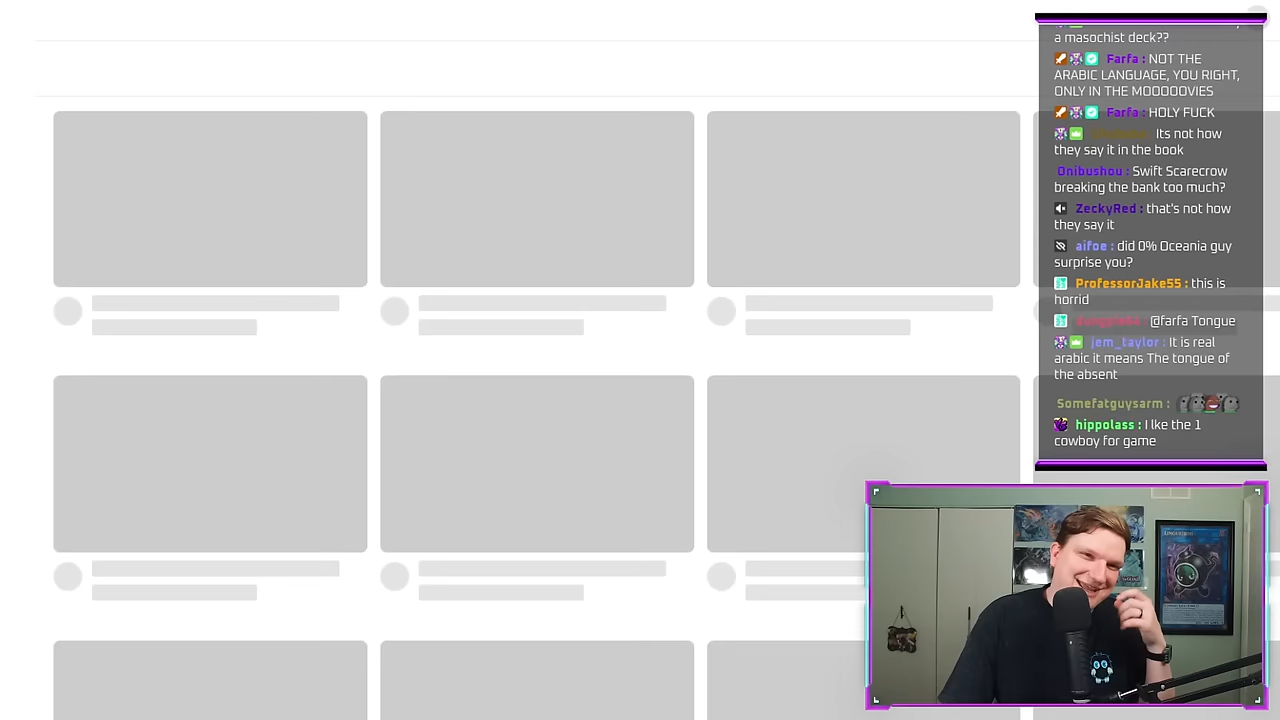 a masochist deck??
Farfa : NOT THE
ARABIC LANGUAGE, YOU RIGHT,
ONLY IN THE MOOOOOVIES
Farfa : HOLY FUCK
Its not how
they say it in the book
Onibushou : Swift Scarecrow
breaking the bank too much?
ZeckyRed : that's not how
they say it
aifoe : did 0% Oceania guy
surprise you?
ProfessorJake55 : this is
horrid
@farfa Tongue
jem_taylor : It is real
arabic it means The tongue of
the absent
Somefatguysarm :
hippolass : I lke the 1
cowboy for game